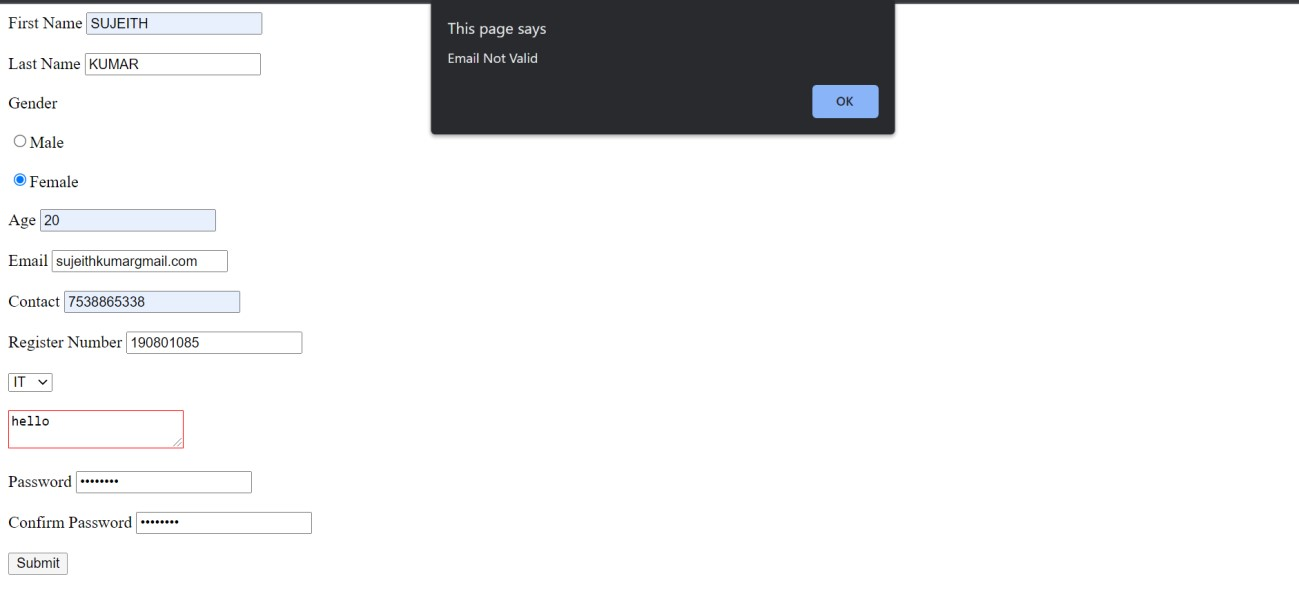 First Name SUJEITH
This page says
Email Not Valid
OK
Last Name KUMAR
Gender
Male
Female
Age 20
Email sujeithkumargmail.com
Contact 7538865338
Register Number 190801085
IT
hello
Password ••••••••
Confirm Password ••••••••
Submit